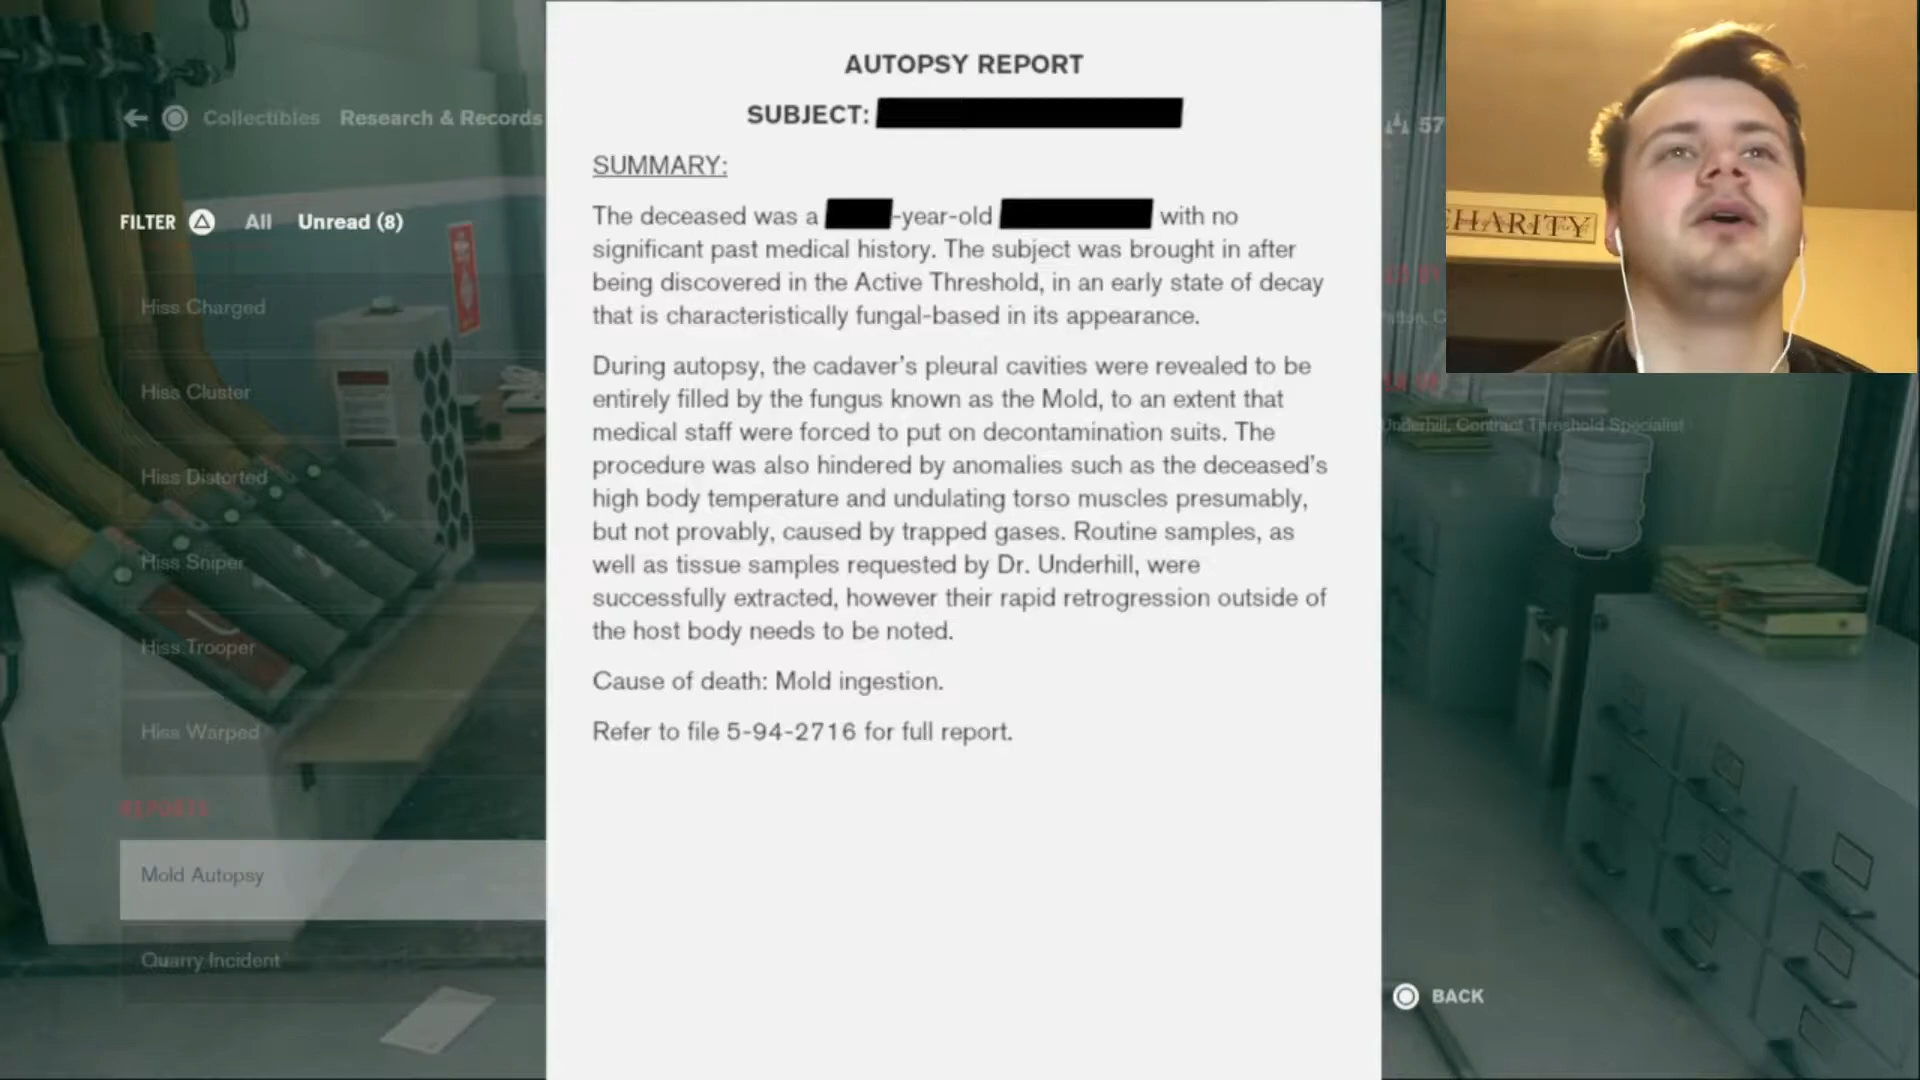 AUTOPSY REPORT
SUBJECT:
SUMMARY:
The deceased was a -year-old with no
significant past medical history. The subject was brought in after
being discovered in the Active Threshold, in an early state of decay
that is characteristically fungal-based in its appearance.
During autopsy, the cadaver's pleural cavities were revealed to be
entirely filled by the fungus known as the Mold, to an extent that
medical staff were forced to put on decontamination suits. The
procedure was also hindered by anomalies such as the deceased's
high body temperature and undulating torso muscles presumably,
but not provably, caused by trapped gases. Routine samples, as
well as tissue samples requested by Dr. Underhill, were
successfully extracted, however their rapid retrogression outside of
the host body needs to be noted.
Cause of death: Mold ingestion.
Refer to file 5-94-2716 for full report.
Collectibles Research & Records
FILTER All Unread (8)
Hiss Charged
Hiss Cluster
Hiss Distorted
Hiss Sniper
Hiss Trooper
Hiss Warped
REPORTS
Mold Autopsy
Quarry Incident
57
CHARITY
Underhill, Contract Threshold Specialist
BACK